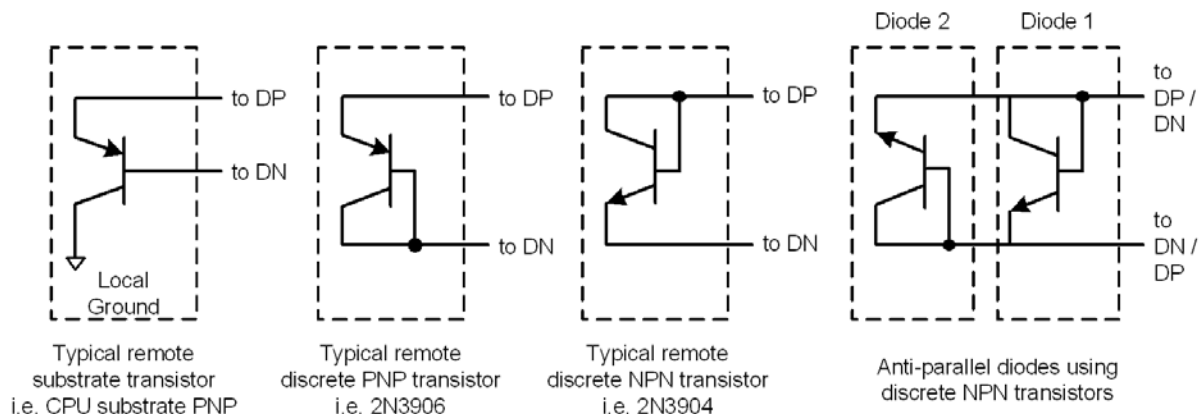 Diode 2
Diode 1
to DP
to DN
Local
Ground
Typical remote
substrate transistor
i.e. CPU substrate PNP
to DP
to DN
Typical remote
discrete PNP transistor
i.e. 2N3906
to DP
to DN
Typical remote
discrete NPN transistor
i.e. 2N3904
to
DP /
DN
to
DN /
DP
Anti-parallel diodes using
discrete NPN transistors